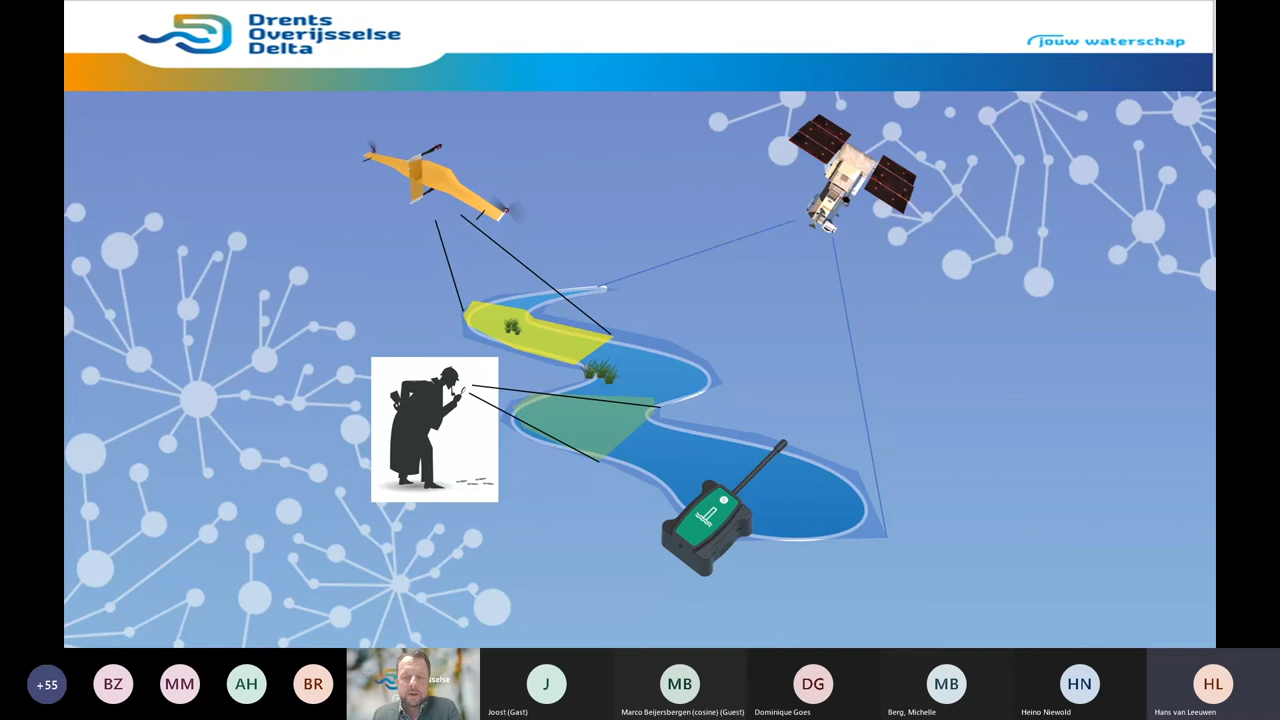 Drents
Overijsselse
Delta
jouw waterschap
+55
BZ
MM
AH
BR
sselse
J
MB
DG
MB
HN
HL
Joost (Gast)
Marco Beijersbergen (cosine) (Guest)
Dominique Goes
Berg, Michelle
Heino Niewold
Hans van Leeuwen